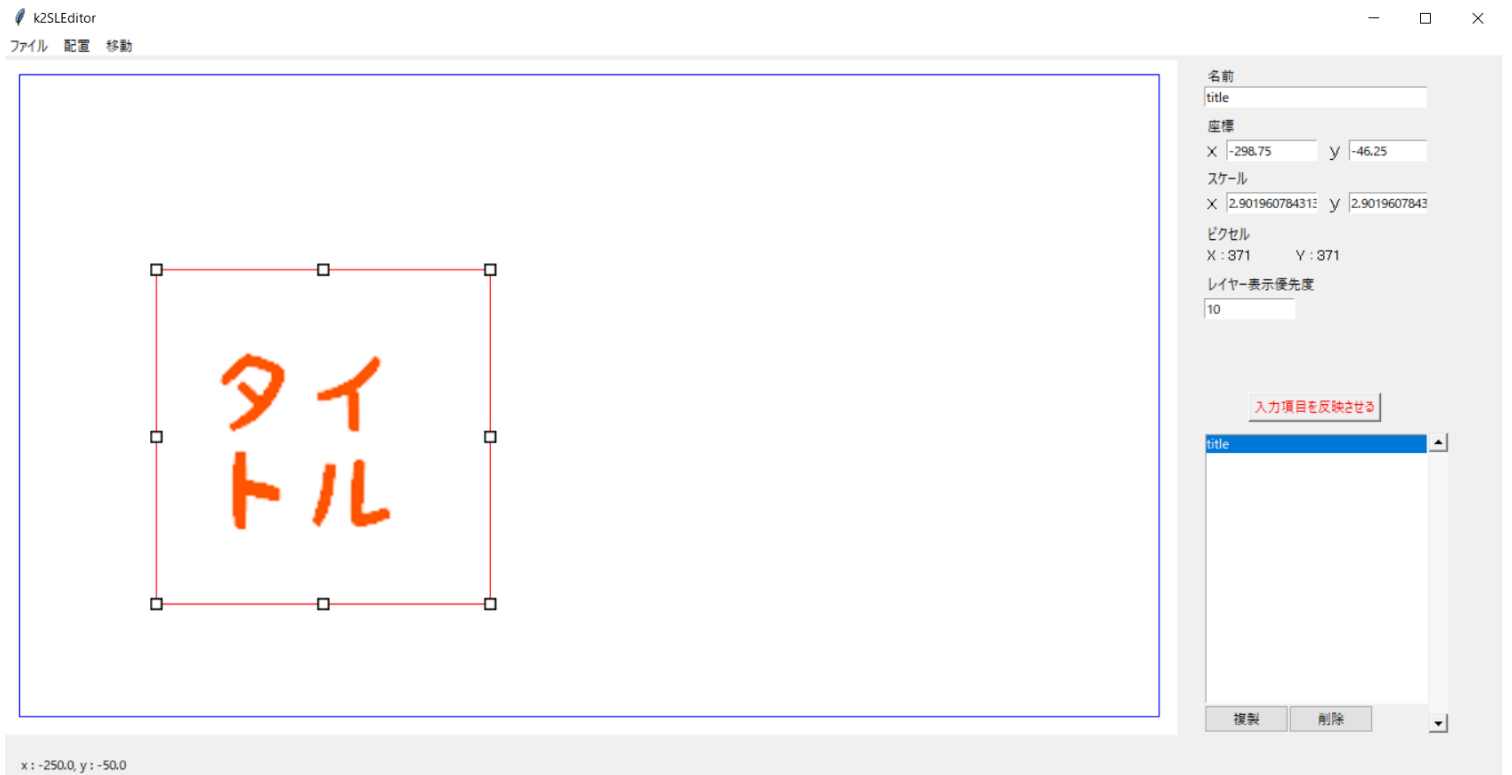 k2SLEditor
ファイル 配置 移動
名前
title
座標
x -298.75 y -46.25
スケール
x 2.901960784313 y 2.9019607843
ピクセル
X : 371 Y : 371
レイヤー表示優先度
10
入力項目を反映させる
title
タイ
トル
複製 削除
x : -250.0, y : -50.0